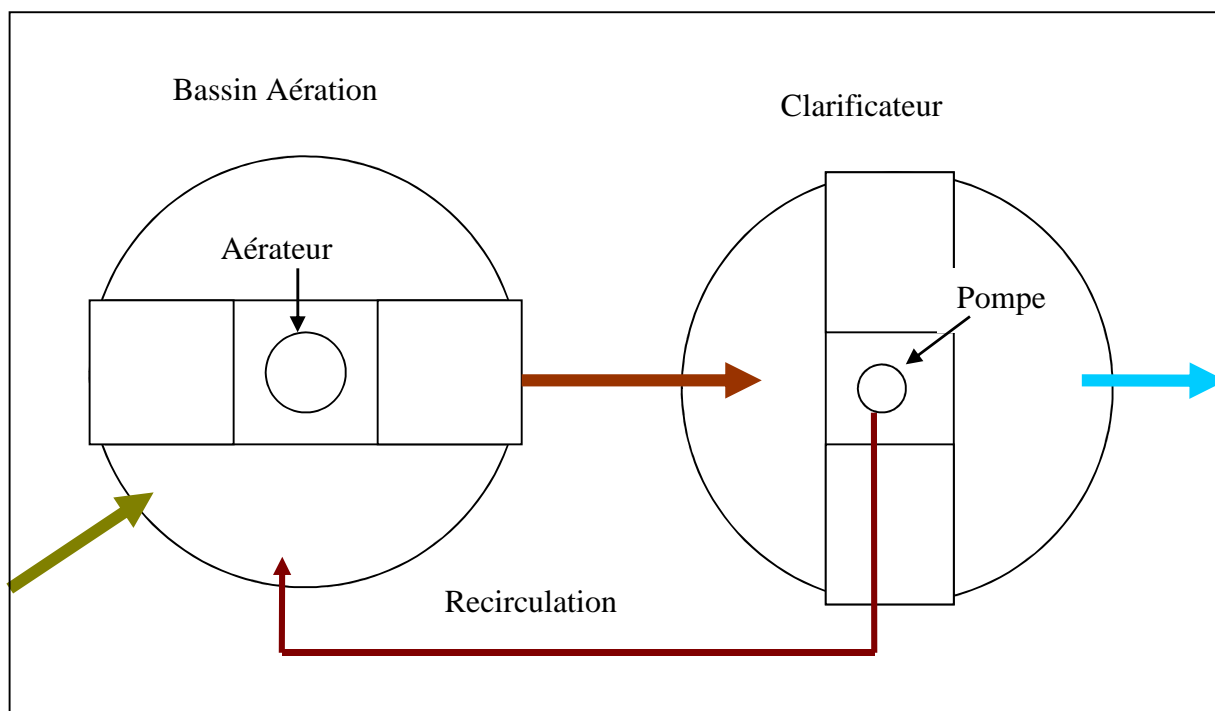 Bassin Aération
Clarificateur
Aérateur
Pompe
Recirculation